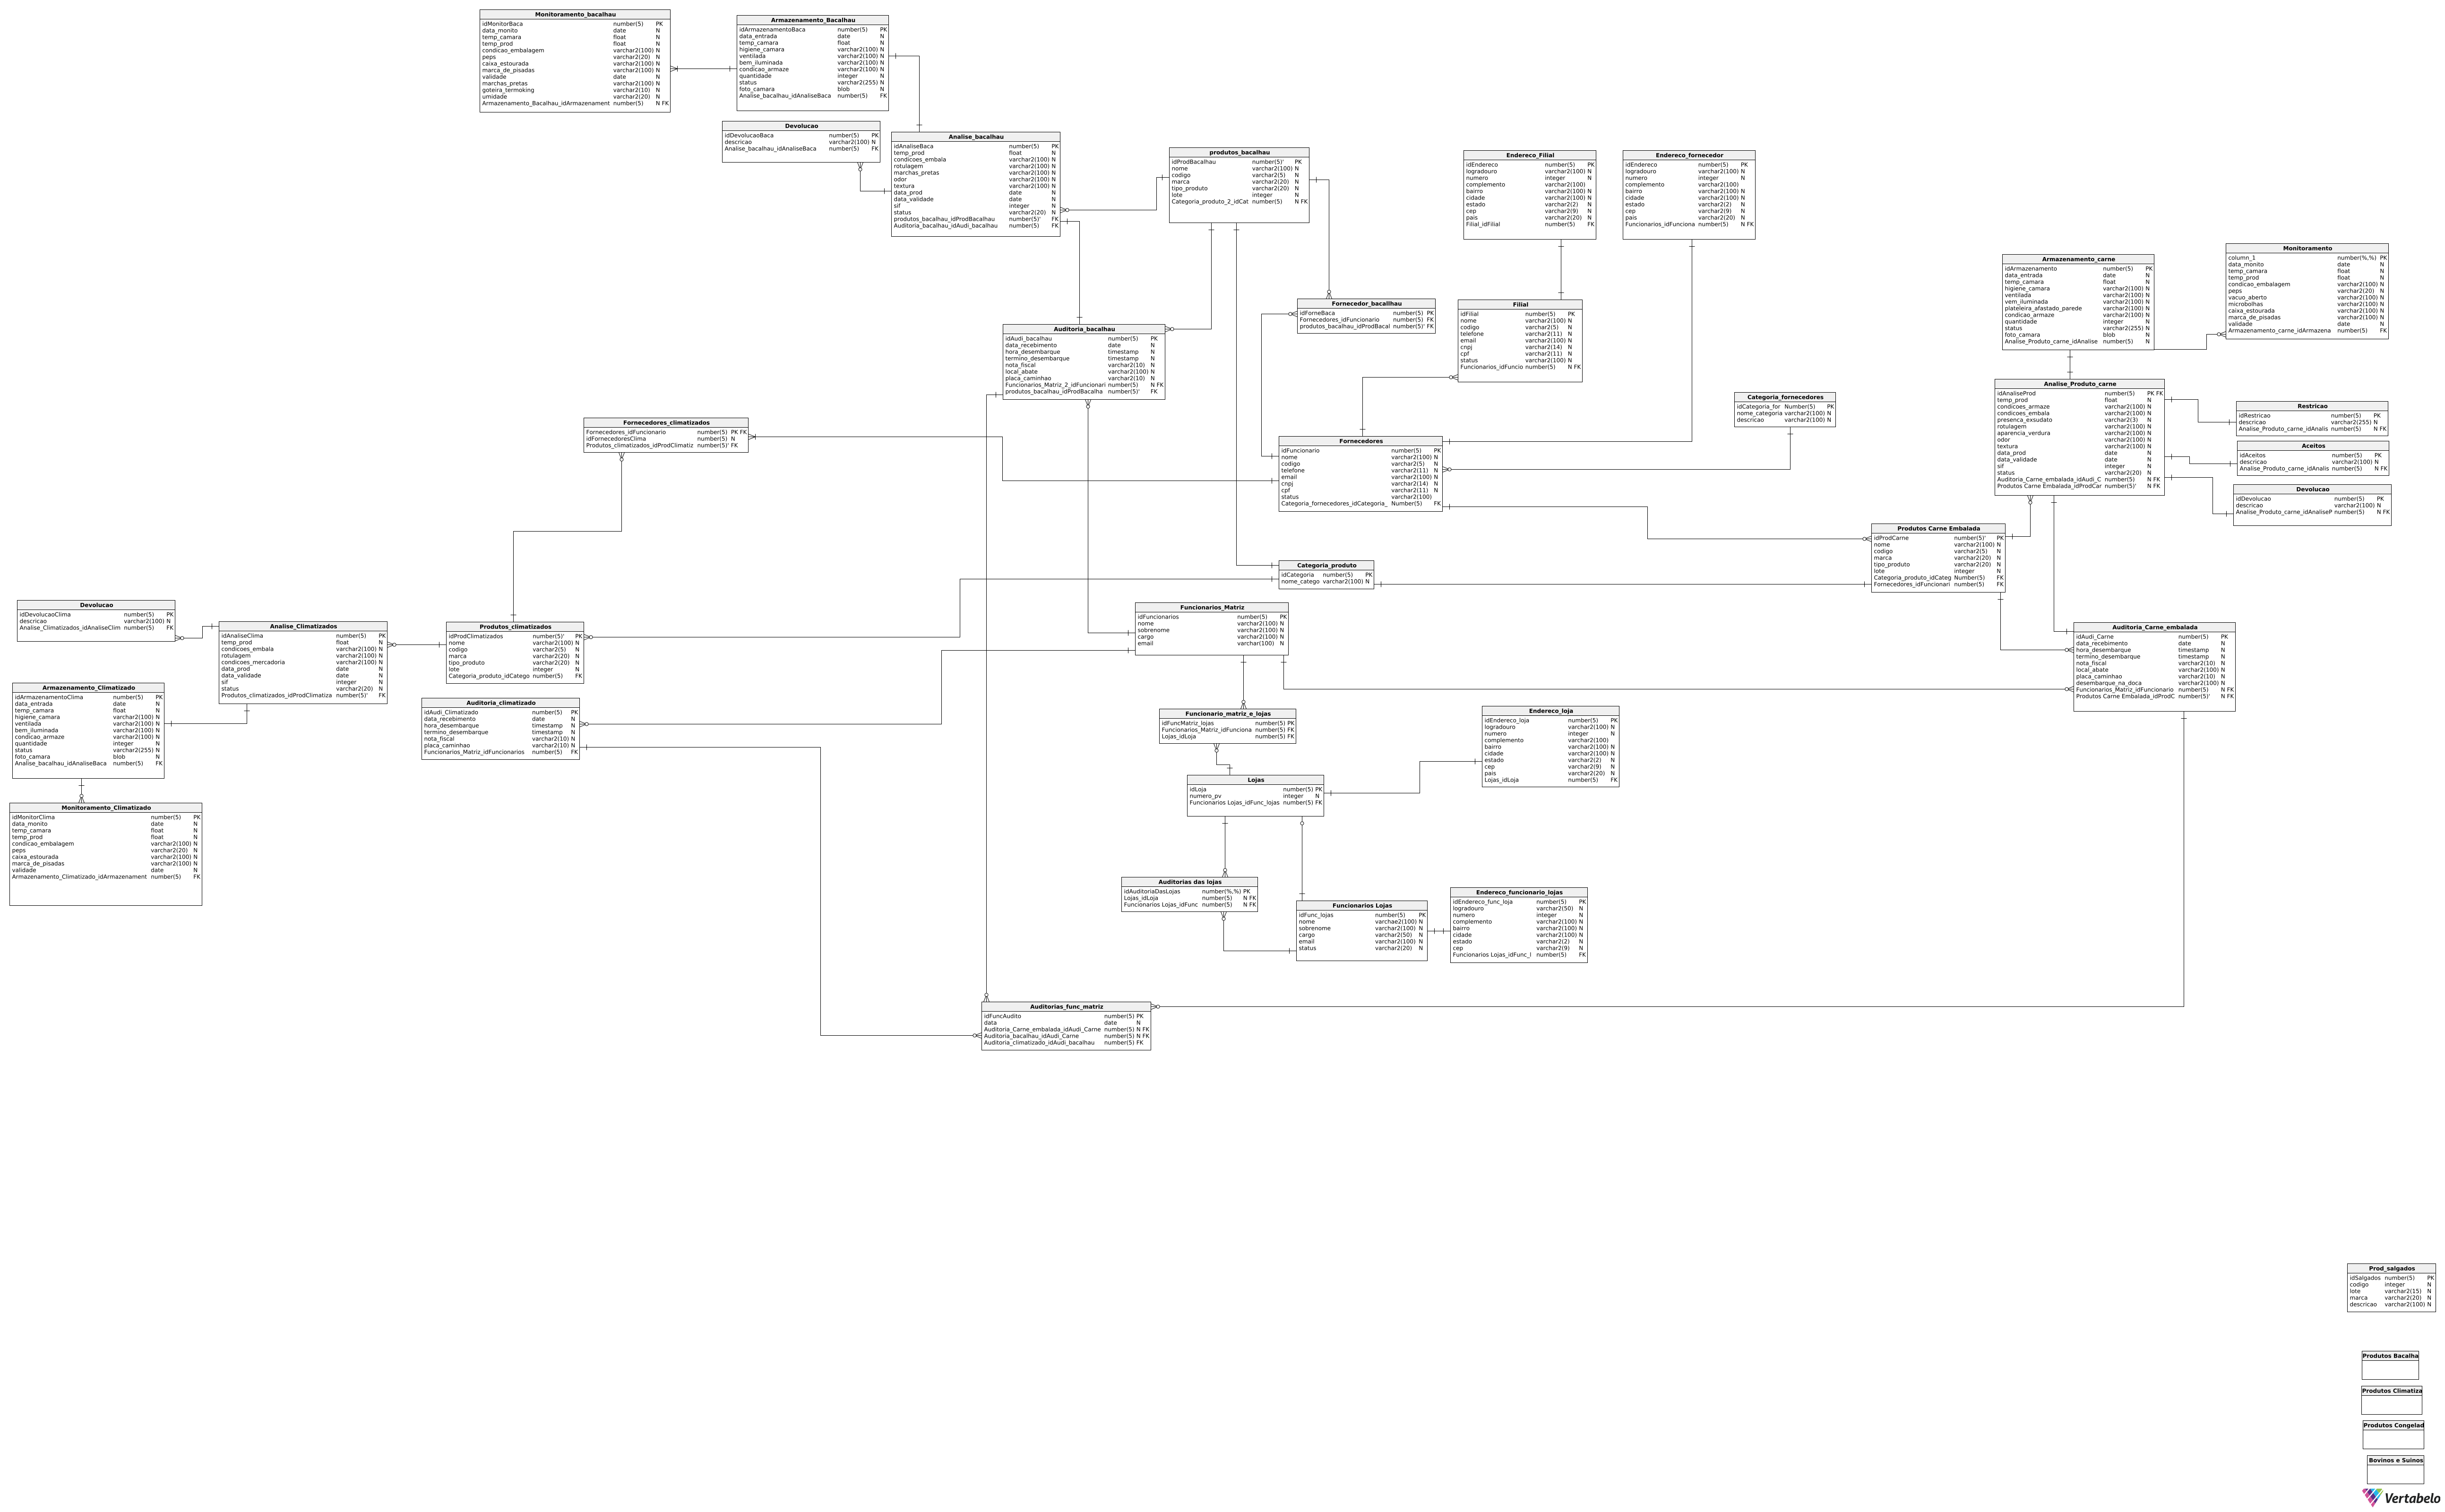 Monitoramento_bacalhau
idMonitorBaca number(5) PK
data_monito date N
temp_camara float N
temp_prod float N
condicao_embalagem varchar2(100) N
peps varchar2(20) N
caixa_estourada varchar2(100) N
marca_de_pisadas varchar2(100) N
validade date N
marchas_pretas varchar2(100) N
goteira_termoking varchar2(10) N
umidade varchar2(20) N
Armazenamento_Bacalhau_idArmazenament number(5) N FK
Armazenamento_Bacalhau
idArmazenamentoBaca number(5) PK
data_entrada date N
temp_camara float N
higiene_camara varchar2(100) N
ventilada varchar2(100) N
bem_iluminada varchar2(100) N
condicao_armaze varchar2(100) N
quantidade integer N
status varchar2(255) N
foto_camara blob N
Analise_bacalhau_idAnaliseBaca number(5) FK
Devolucao
idDevolucaoBaca number(5) PK
descricao varchar2(100) N
Analise_bacalhau_idAnaliseBaca number(5) FK
Analise_bacalhau
idAnaliseBaca number(5) PK
temp_prod float N
condicoes_embala varchar2(100) N
rotulagem varchar2(100) N
marchas_pretas varchar2(100) N
odor varchar2(100) N
textura varchar2(100) N
data_prod date N
data_validade date N
sif integer N
status varchar2(20) N
produtos_bacalhau_idProdBacalhau number(5)' FK
Auditoria_bacalhau_idAudi_bacalhau number(5) FK
produtos_bacalhau
idProdBacalhau number(5)' PK
nome varchar2(100) N
codigo varchar2(5) N
marca varchar2(20) N
tipo_produto varchar2(20) N
lote integer N
Categoria_produto_2_idCat number(5) N FK
Endereco_Filial
idEndereco number(5) PK
logradouro varchar2(100) N
numero integer N
complemento varchar2(100)
bairro varchar2(100) N
cidade varchar2(100) N
estado varchar2(2) N
cep varchar2(9) N
pais varchar2(20) N
Filial_idFilial number(5) FK
Endereco_fornecedor
idEndereco number(5) PK
logradouro varchar2(100) N
numero integer N
complemento varchar2(100)
bairro varchar2(100) N
cidade varchar2(100) N
estado varchar2(2) N
cep varchar2(9) N
pais varchar2(20) N
Funcionarios_idFunciona number(5) N FK
Armazenamento_carne
idArmazenamento number(5) PK
data_entrada date N
temp_camara float N
higiene_camara varchar2(100) N
ventilada varchar2(100) N
vem_iluminada varchar2(100) N
plateleira_afastado_parede varchar2(100) N
condicao_armaze varchar2(100) N
quantidade integer N
status varchar2(255) N
foto_camara blob N
Analise_Produto_carne_idAnalise number(5) N
Monitoramento
column_1 number(%,%) PK
data_monito date N
temp_camara float N
temp_prod float N
condicao_embalagem varchar2(100) N
peps varchar2(20) N
vacuo_aberto varchar2(100) N
microbolhas varchar2(100) N
caixa_estourada varchar2(100) N
marca_de_pisadas varchar2(100) N
validade date N
Armazenamento_carne_idArmazena number(5) FK
Fornecedor_bacallhau
idForneBaca number(5) PK
Fornecedores_idFuncionario number(5) FK
produtos_bacalhau_idProdBacal number(5)' FK
Filial
idFilial number(5) PK
nome varchar2(100) N
codigo varchar2(5) N
telefone varchar2(11) N
email varchar2(100) N
cnpj varchar2(14) N
cpf varchar2(11) N
status varchar2(100) N
Funcionarios_idFuncio number(5) N FK
Auditoria_bacalhau
idAudi_bacalhau number(5) PK
data_recebimento date N
hora_desembarque timestamp N
termino_desembarque timestamp N
nota_fiscal varchar2(10) N
local_abate varchar2(100) N
placa_caminhao varchar2(10) N
Funcionarios_Matriz_2_idFuncionari number(5) N FK
produtos_bacalhau_idProdBacalha number(5)' FK
Analise_Produto_carne
idAnaliseProd number(5) PK FK
temp_prod float N
condicoes_armaze varchar2(100) N
condicoes_embala varchar2(100) N
presenca_exsudato varchar2(3) N
rotulagem varchar2(100) N
aparencia_verdura varchar2(100) N
odor varchar2(100) N
textura varchar2(100) N
data_prod date N
data_validade date N
sif integer N
status varchar2(20) N
Auditoria_Carne_embalada_idAudi_C number(5) N FK
Produtos Carne Embalada_idProdCar number(5)' N FK
Restricao
idRestricao number(5) PK
descricao varchar2(255) N
Analise_Produto_carne_idAnalis number(5) N FK
Aceitos
idAceitos number(5) PK
descricao varchar2(100) N
Analise_Produto_carne_idAnalis number(5) N FK
Devolucao
idDevolucao number(5) PK
descricao varchar2(100) N
Analise_Produto_carne_idAnaliseP number(5) N FK
Categoria_fornecedores
idCategoria_for Number(5) PK
nome_categoria varchar2(100) N
descricao varchar2(100) N
Fornecedores_climatizados
Fornecedores_idFuncionario number(5) PK FK
idFornecedoresClima number(5) N
Produtos_climatizados_idProdClimatiz number(5)' FK
Fornecedores
idFuncionario number(5) PK
nome varchar2(100) N
codigo varchar2(5) N
telefone varchar2(11) N
email varchar2(100) N
cnpj varchar2(14) N
cpf varchar2(11) N
status varchar2(100)
Categoria_fornecedores_idCategoria_ Number(5) FK
Produtos Carne Embalada
idProdCarne number(5)' PK
nome varchar2(100) N
codigo varchar2(5) N
marca varchar2(20) N
tipo_produto varchar2(20) N
lote integer N
Categoria_produto_idCateg Number(5) FK
Fornecedores_idFuncionari number(5) FK
Categoria_produto
idCategoria number(5) PK
nome_catego varchar2(100) N
Funcionarios_Matriz
idFuncionarios number(5) PK
nome varchar2(100) N
sobrenome varchar2(100) N
cargo varchar2(100) N
email varchar(100) N
Devolucao
idDevolucaoClima number(5) PK
descricao varchar2(100) N
Analise_Climatizados_idAnaliseClim number(5) FK
Analise_Climatizados
idAnaliseClima number(5) PK
temp_prod float N
condicoes_embala varchar2(100) N
rotulagem varchar2(100) N
condicoes_mercadoria varchar2(100) N
data_prod date N
data_validade date N
sif integer N
status varchar2(20) N
Produtos_climatizados_idProdClimatiza number(5)' FK
Produtos_climatizados
idProdClimatizados number(5)' PK
nome varchar2(100) N
codigo varchar2(5) N
marca varchar2(20) N
tipo_produto varchar2(20) N
lote integer N
Categoria_produto_idCatego number(5) FK
Auditoria_Carne_embalada
idAudi_Carne number(5) PK
data_recebimento date N
hora_desembarque timestamp N
termino_desembarque timestamp N
nota_fiscal varchar2(10) N
local_abate varchar2(100) N
placa_caminhao varchar2(10) N
desembarque_na_doca varchar2(100) N
Funcionarios_Matriz_idFuncionario number(5) N FK
Produtos Carne Embalada_idProdC number(5)' N FK
Armazenamento_Climatizado
idArmazenamentoClima number(5) PK
data_entrada date N
temp_camara float N
higiene_camara varchar2(100) N
ventilada varchar2(100) N
bem_iluminada varchar2(100) N
condicao_armaze varchar2(100) N
quantidade integer N
status varchar2(255) N
foto_camara blob N
Analise_bacalhau_idAnaliseBaca number(5) FK
Auditoria_climatizado
idAudi_Climatizado number(5) PK
data_recebimento date N
hora_desembarque timestamp N
termino_desembarque timestamp N
nota_fiscal varchar2(10) N
placa_caminhao varchar2(10) N
Funcionarios_Matriz_idFuncionarios number(5) FK
Funcionario_matriz_e_lojas
idFuncMatriz_lojas number(5) PK
Funcionarios_Matriz_idFunciona number(5) FK
Lojas_idLoja number(5) FK
Endereco_loja
idEndereco_loja number(5) PK
logradouro varchar2(100) N
numero integer N
complemento varchar2(100)
bairro varchar2(100) N
cidade varchar2(100) N
estado varchar2(2) N
cep varchar2(9) N
pais varchar2(20) N
Lojas_idLoja number(5) FK
Lojas
idLoja number(5) PK
numero_pv integer N
Funcionarios Lojas_idFunc_lojas number(5) FK
Monitoramento_Climatizado
idMonitorClima number(5) PK
data_monito date N
temp_camara float N
temp_prod float N
condicao_embalagem varchar2(100) N
peps varchar2(20) N
caixa_estourada varchar2(100) N
marca_de_pisadas varchar2(100) N
validade date N
Armazenamento_Climatizado_idArmazenament number(5) FK
Auditorias das lojas
idAuditoriaDasLojas number(%,%) PK
Lojas_idLoja number(5) N FK
Funcionarios Lojas_idFunc number(5) N FK
Funcionarios Lojas
idFunc_lojas number(5) PK
nome varchae2(100) N
sobrenome varchar2(100) N
cargo varchar2(50) N
email varchar2(100) N
status varchar2(20) N
Endereco_funcionario_lojas
idEndereco_func_loja number(5) PK
logradouro varchar2(50) N
numero integer N
complemento varchar2(100) N
bairro varchar2(100) N
cidade varchar2(100) N
estado varchar2(2) N
cep varchar2(9) N
Funcionarios Lojas_idFunc_l number(5) FK
Auditorias_func_matriz
idFuncAudito number(5) PK
data date N
Auditoria_Carne_embalada_idAudi_Carne number(5) N FK
Auditoria_bacalhau_idAudi_Carne number(5) N FK
Auditoria_climatizado_idAudi_bacalhau number(5) FK
Prod_salgados
idSalgados number(5) PK
codigo integer N
lote varchar2(15) N
marca varchar2(20) N
descricao varchar2(100) N
Produtos Bacalha
Produtos Climatiza
Produtos Congelad
Bovinos e Suinos
Vertabelo